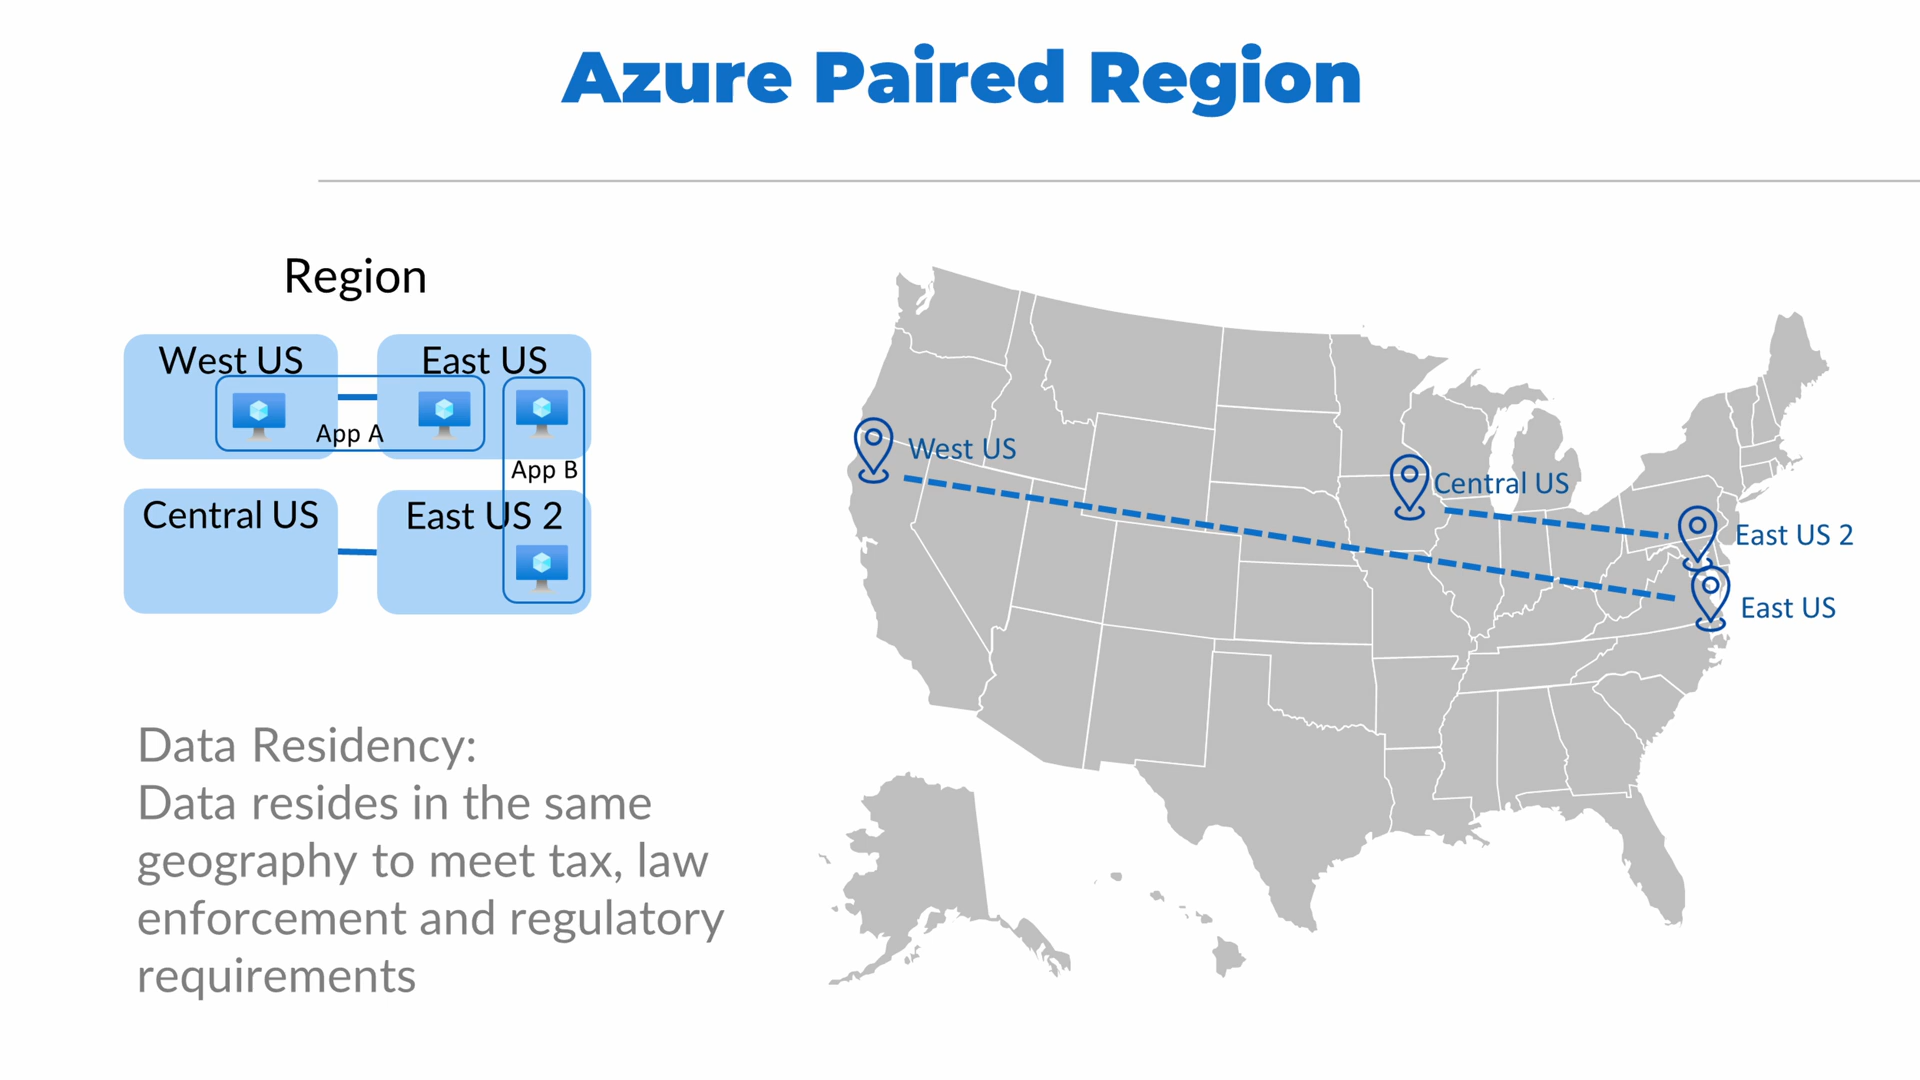 Azure Paired Region
Region
West US
East US
App A
App B
Central US
East US 2
Data Residency:
Data resides in the same
geography to meet tax, law
enforcement and regulatory
requirements
West US
Central US
East US 2
East US